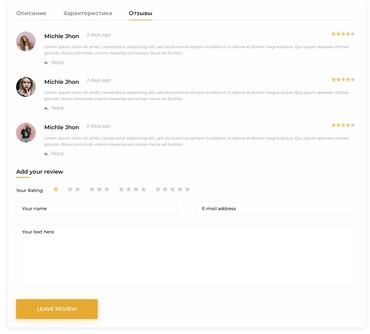 Описание Характеристика Отзывы
Michle Jhon 2 days ago
Lorem ipsum dolor sit amet, consectetur adipiscing elit, sed do eiusmod tempor incididunt ut labore et dolore magna aliqua. Quis ipsum suspendisse ultrices
gravida. Risus commodo viverra maecenas accumsan lacus vel facilisis.
Reply
Michle Jhon 2 days ago
Lorem ipsum dolor sit amet, consectetur adipiscing elit, sed do eiusmod tempor incididunt ut labore et dolore magna aliqua. Quis ipsum suspendisse ultrices
gravida. Risus commodo viverra maecenas accumsan lacus vel facilisis.
Reply
Michle Jhon 2 days ago
Lorem ipsum dolor sit amet, consectetur adipiscing elit, sed do eiusmod tempor incididunt ut labore et dolore magna aliqua. Quis ipsum suspendisse ultrices
gravida. Risus commodo viverra maecenas accumsan lacus vel facilisis.
Reply
Add your review
Your Rating
Your name E-mail address
Your text here
LEAVE REVIEW